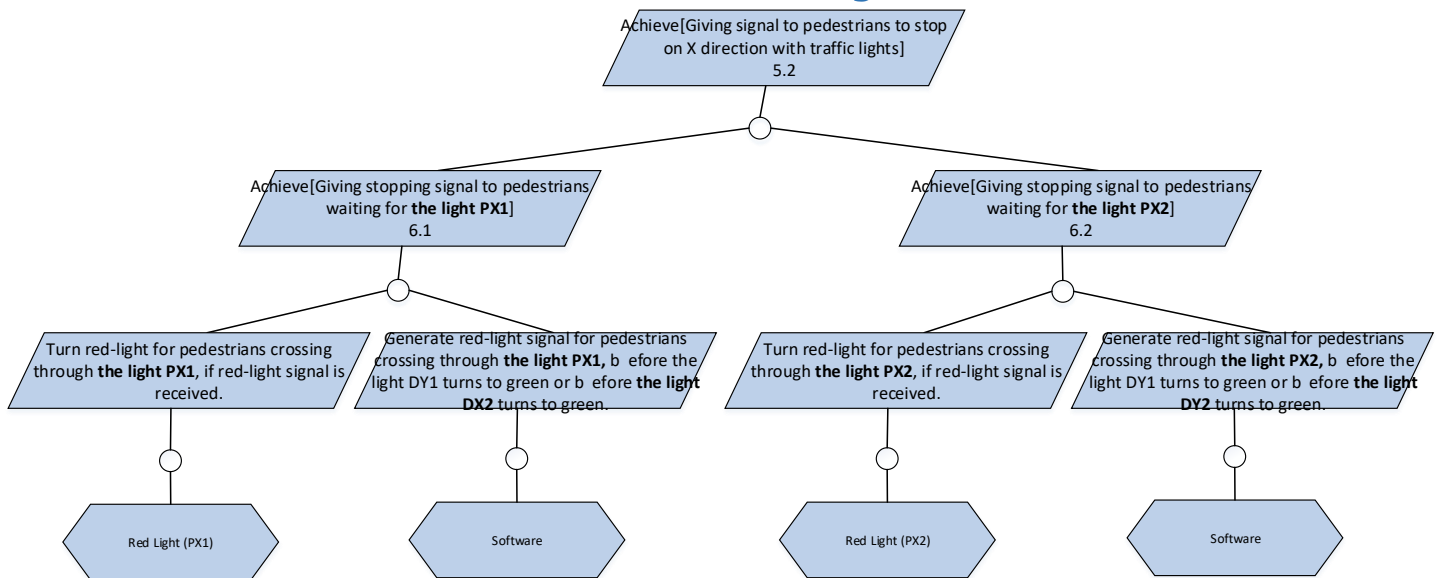 Achieve[Giving signal to pedestrians to stop
on X direction with traffic lights]
5.2
Achieve[Giving stopping signal to pedestrians
waiting for the light PX1]
6.1
Achieve[Giving stopping signal to pedestrians
waiting for the light PX2]
6.2
Turn red-light for pedestrians crossing
through the light PX1, if red-light signal is
received.
Generate red-light signal for pedestrians
crossing through the light PX1, b efore the
light DY1 turns to green or b efore the light
DX2 turns to green.
Turn red-light for pedestrians crossing
through the light PX2, if red-light signal is
received.
Generate red-light signal for pedestrians
crossing through the light PX2, b efore the
light DY1 turns to green or b efore the light
DY2 turns to green.
Red Light (PX1)
Software
Red Light (PX2)
Software